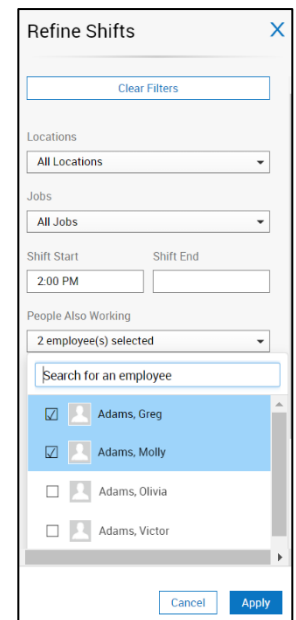 Refine Shifts X
Clear Filters
Locations
All Locations
Jobs
All Jobs
Shift Start Shift End
2:00 PM
People Also Working
2 employee(s) selected
Search for an employee
Adams, Greg
Adams, Molly
Adams, Olivia
Adams, Victor
Cancel Apply